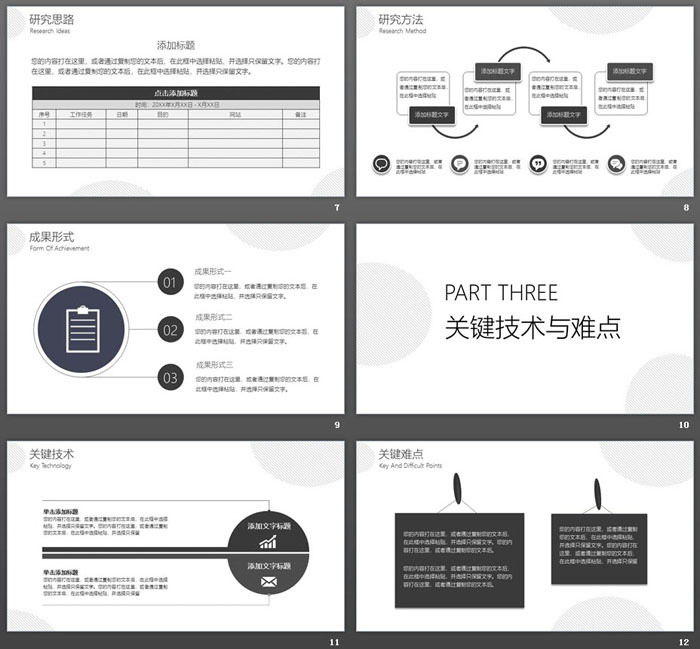 研究思路
Research Ideas
添加标题
您的内容打在这里，或者通过复制您的文本后，在此框中选择粘贴，并选择只保留文字。您的内容打
在这里，或者通过复制您的文本后，在此框中选择粘贴，并选择只保留文字。
点击添加标题
时间：20XX年X月XX日 - X月XX日
序号 工作任务 日期 目的 网站 备注
1
2
3
4
5
7
研究方法
Research Method
您的内容打在这里，或
者通过复制您的文本后，
在此框中选择粘贴
添加标题文字
添加标题文字
您的内容打在这里，或
者通过复制您的文本后，
在此框中选择粘贴
您的内容打在这里，或
者通过复制您的文本后，
在此框中选择粘贴
添加标题文字
添加标题文字
您的内容打在这里，或
者通过复制您的文本后，
在此框中选择粘贴
您的内容打在这里，或者
通过复制您的文本后，在
此框中选择粘贴
您的内容打在这里，或者
通过复制您的文本后，在
此框中选择粘贴
您的内容打在这里，或者
通过复制您的文本后，在
此框中选择粘贴
您的内容打在这里，或者
通过复制您的文本后，在
此框中选择粘贴
8
成果形式
Form Of Achievement
01
成果形式一
您的内容打在这里，或者通过复制您的文本后，在
此框中选择粘贴，并选择只保留文字。
02
成果形式二
您的内容打在这里，或者通过复制您的文本后，在
此框中选择粘贴，并选择只保留文字。
03
成果形式三
您的内容打在这里，或者通过复制您的文本后，在
此框中选择粘贴，并选择只保留文字。
9
PART THREE
关键技术与难点
10
关键技术
Key Technology
单击添加标题
您的内容打在这里，或者通过复制您的文本后，在此框中选择
粘贴，并选择只保留文字。您的内容打在这里，或者通过复制
您的文本后，在此框中选择粘贴，并选择只保留
添加文字标题
添加文字标题
单击添加标题
您的内容打在这里，或者通过复制您的文本后，在此框中选择
粘贴，并选择只保留文字。您的内容打在这里，或者通过复制
您的文本后，在此框中选择粘贴，并选择只保留
11
关键难点
Key And Difficult Points
您的内容打在这里，或者通过复制您的文本后，
在此框中选择粘贴，并选择只保留文字。您的内
容打在这里，或者通过复制您的文本后。
您的内容打在这里，或者通过复制您的文本后，
在此框中选择粘贴，并选择只保留文字。
您的内容打在这里，或者通过复制
您的文本后，在此框中选择粘贴，
并选择只保留文字。您的内容打在
这里，或者通过复制您的文本后，
在此框中选择粘贴，并选择只保留
12